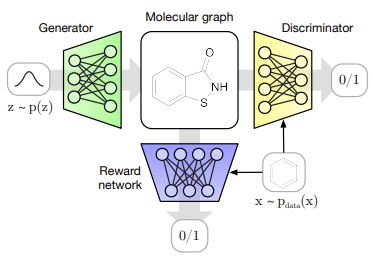 Molecular graph
Generator
Discriminator
z ~ p(z)
O
NH
S
0/1
Reward
network
x ~ p_data(x)
0/1